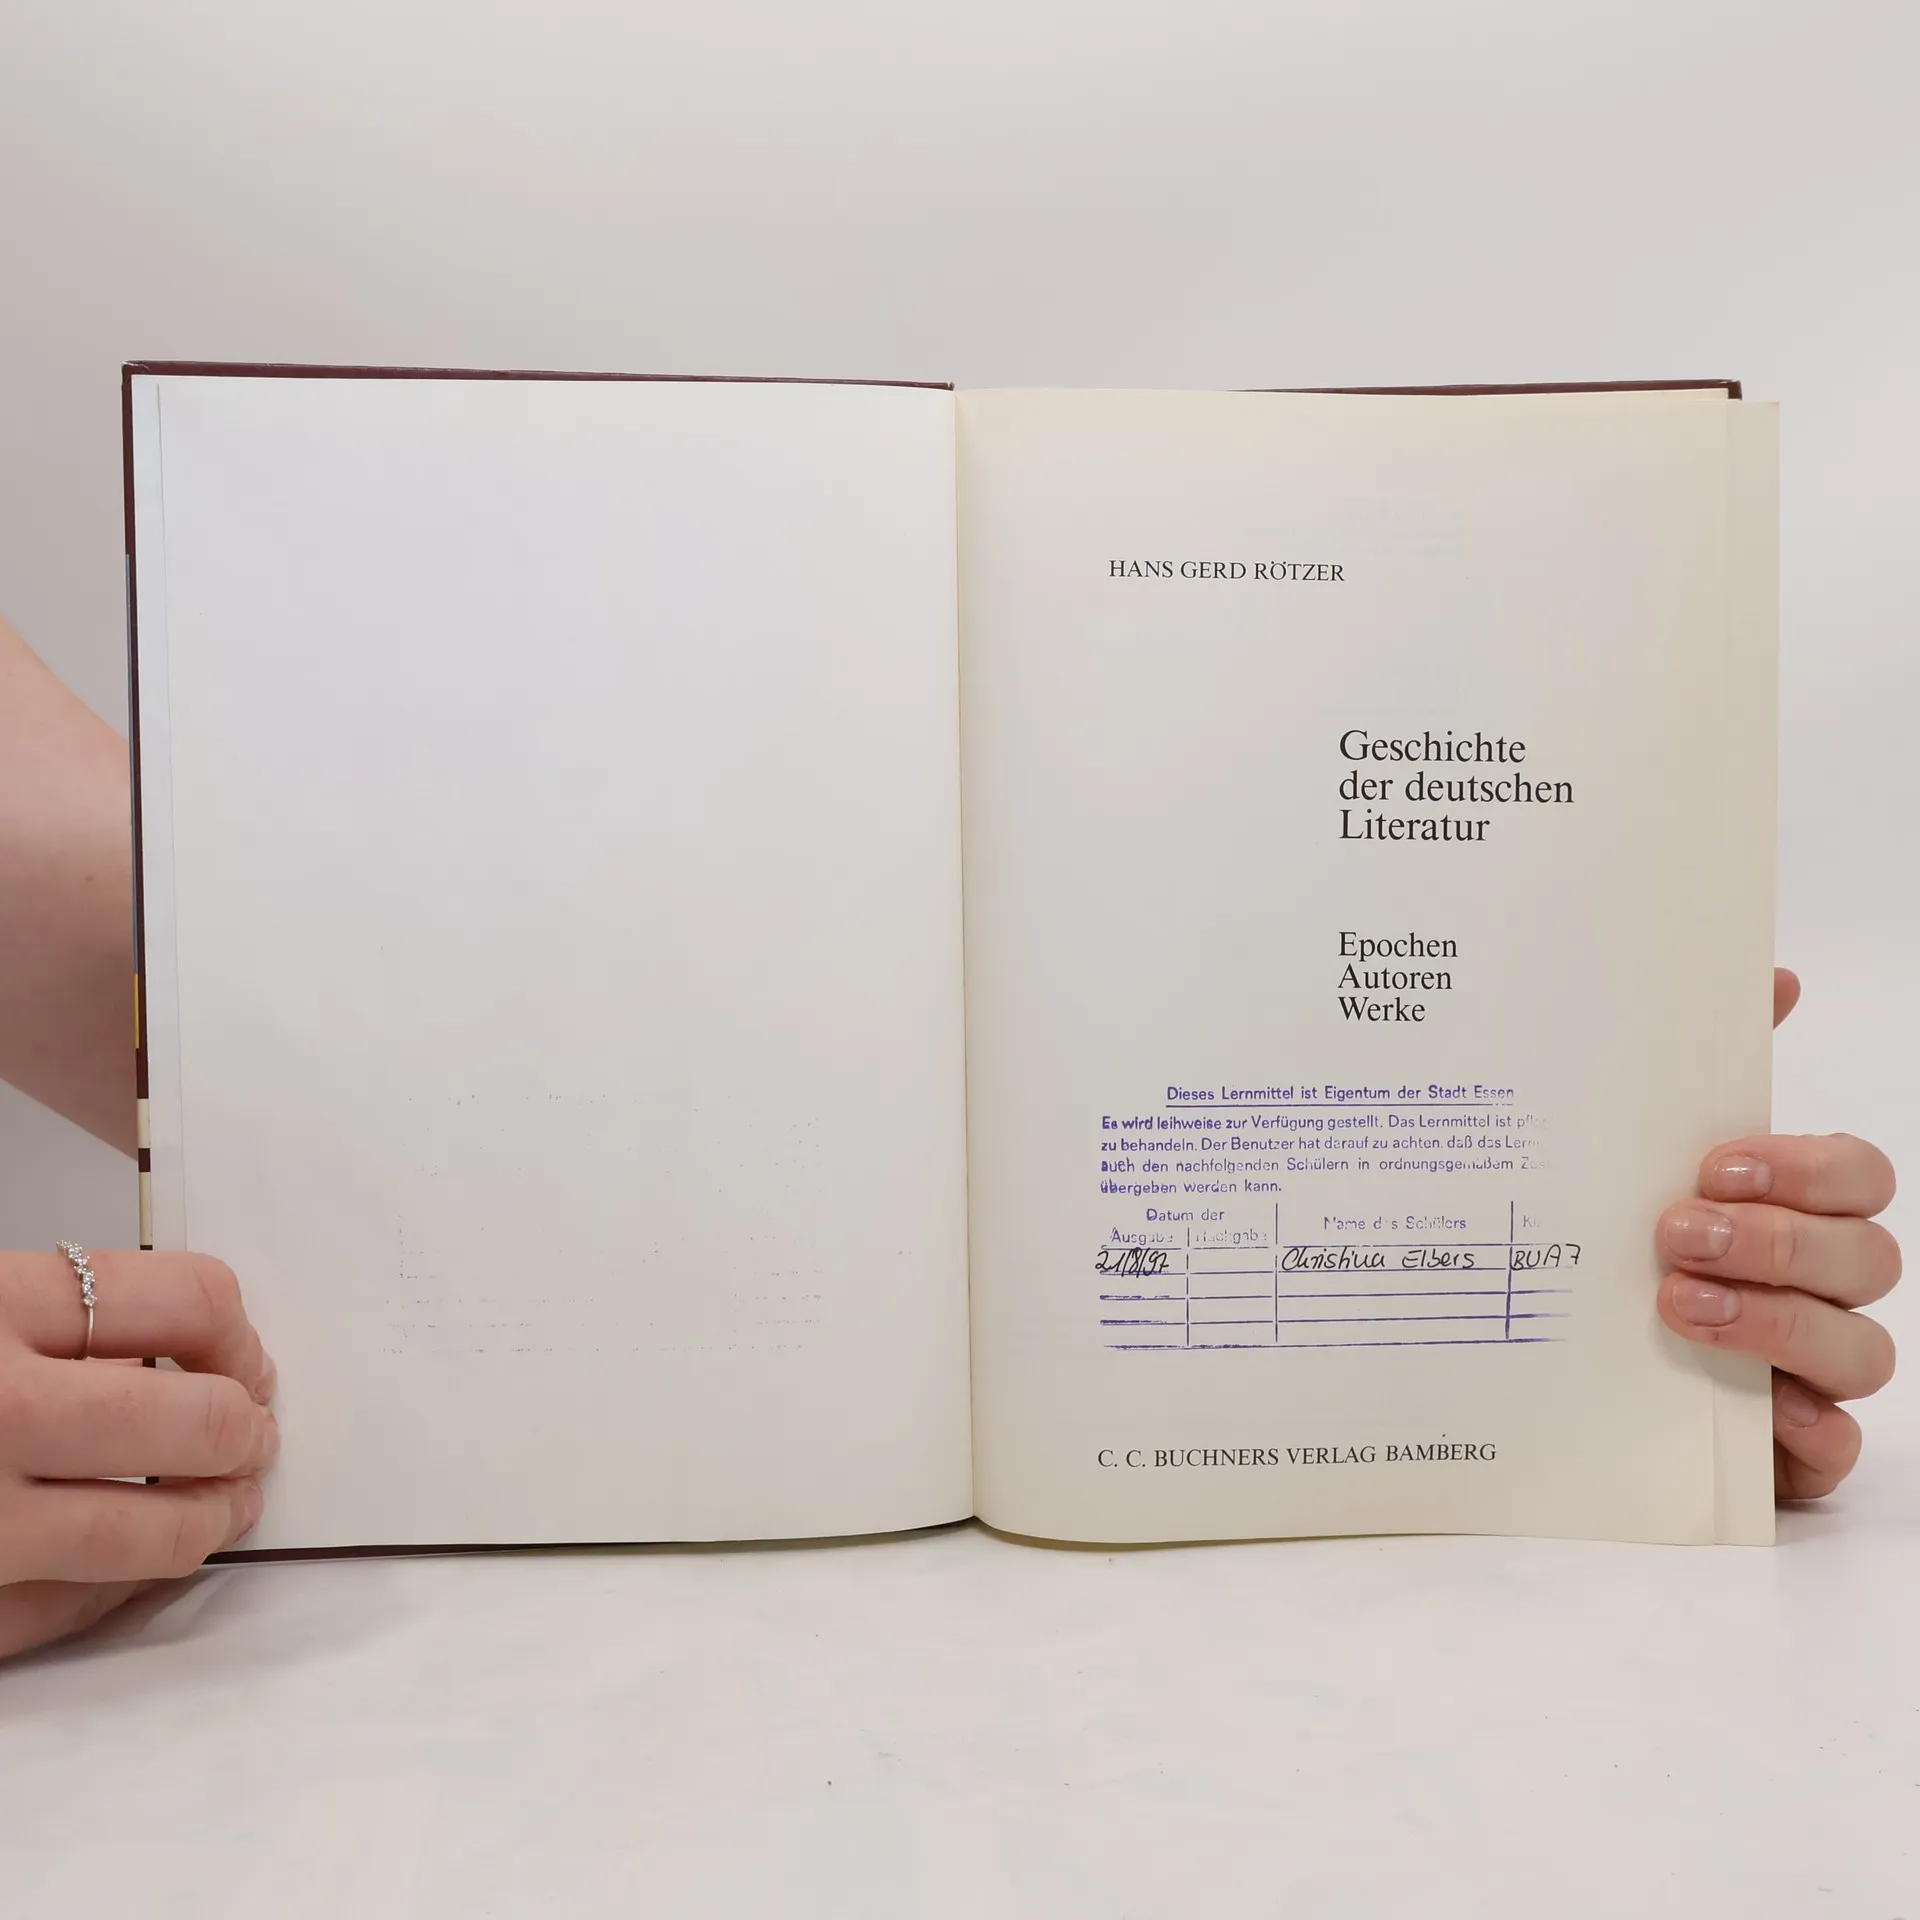 HANS GERD RÖTZER
Geschichte
der deutschen
Literatur
Epochen
Autoren
Werke
Dieses Lernmittel ist Eigentum der Stadt Essen
Es wird leihweise zur Verfügung gestellt. Das Lernmittel ist
zu behandeln. Der Benutzer hat darauf zu achten, daß das
auch den nachfolgenden Schülern in ordnungsgemäßem
übergeben werden kann.
Datum der
Ausgabe Rückgabe Name des Schülers Kl.
21/8/97 Christina Elbers BUA7
C. C. BUCHNERS VERLAG BAMBERG